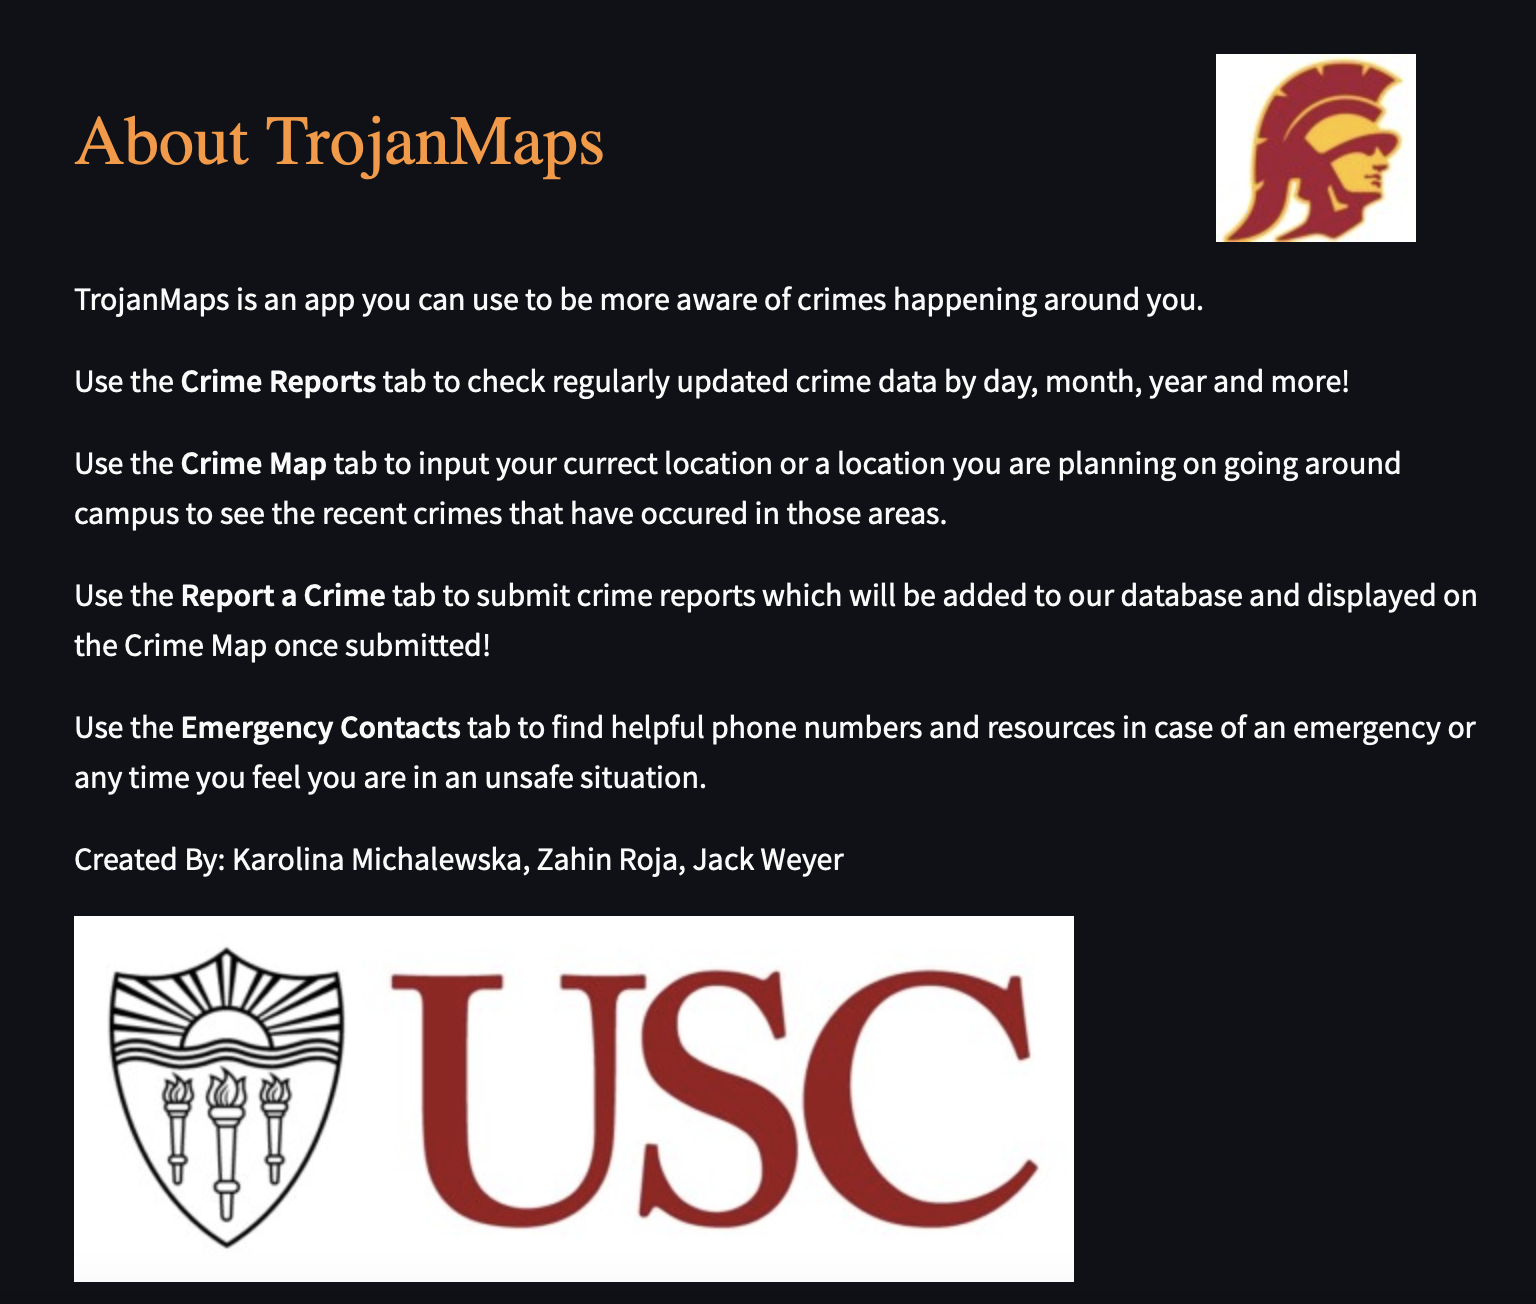 About TrojanMaps
TrojanMaps is an app you can use to be more aware of crimes happening around you.
Use the Crime Reports tab to check regularly updated crime data by day, month, year and more!
Use the Crime Map tab to input your currect location or a location you are planning on going around
campus to see the recent crimes that have occured in those areas.
Use the Report a Crime tab to submit crime reports which will be added to our database and displayed on
the Crime Map once submitted!
Use the Emergency Contacts tab to find helpful phone numbers and resources in case of an emergency or
any time you feel you are in an unsafe situation.
Created By: Karolina Michalewska, Zahin Roja, Jack Weyer
USC